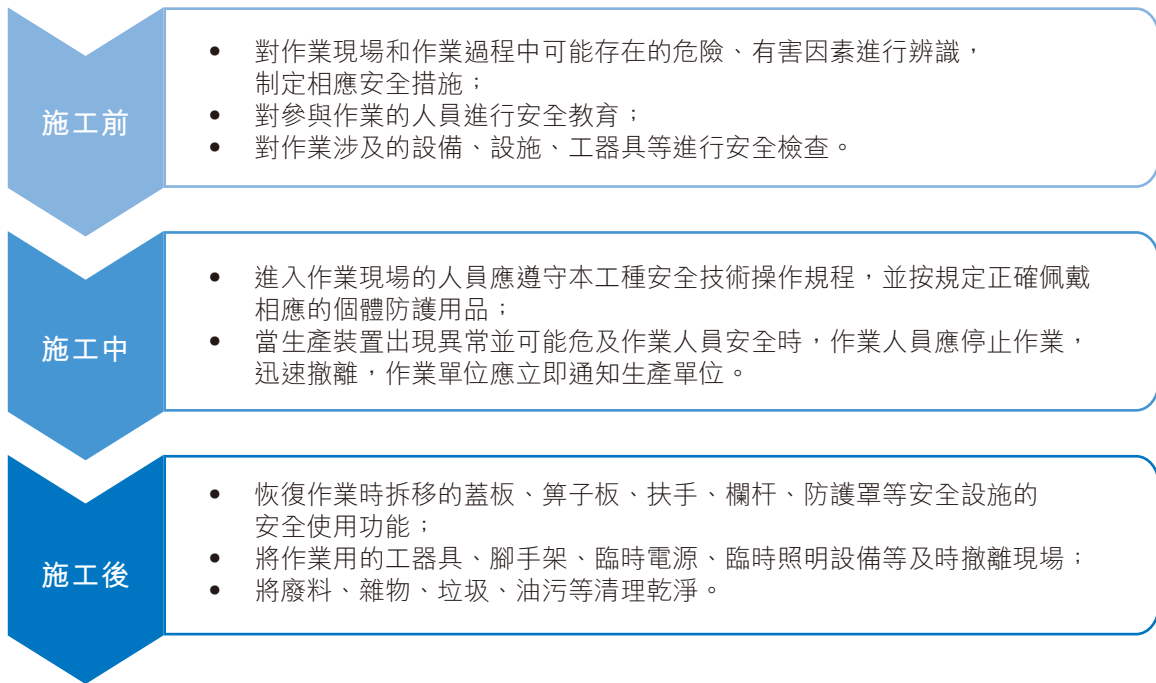 施工前
• 對作業現場和作業過程中可能存在的危險、有害因素進行辨識，
制定相應安全措施；
• 對參與作業的人員進行安全教育；
• 對作業涉及的設備、設施、工器具等進行安全檢查。
施工中
• 進入作業現場的人員應遵守本工種安全技術操作規程，並按規定正確佩戴
相應的個體防護用品；
• 當生產裝置出現異常並可能危及作業人員安全時，作業人員應停止作業，
迅速撤離，作業單位應立即通知生產單位。
施工後
• 恢復作業時拆移的蓋板、箅子板、扶手、欄杆、防護罩等安全設施的
安全使用功能；
• 將作業用的工器具、腳手架、臨時電源、臨時照明設備等及時撤離現場；
• 將廢料、雜物、垃圾、油污等清理乾淨。